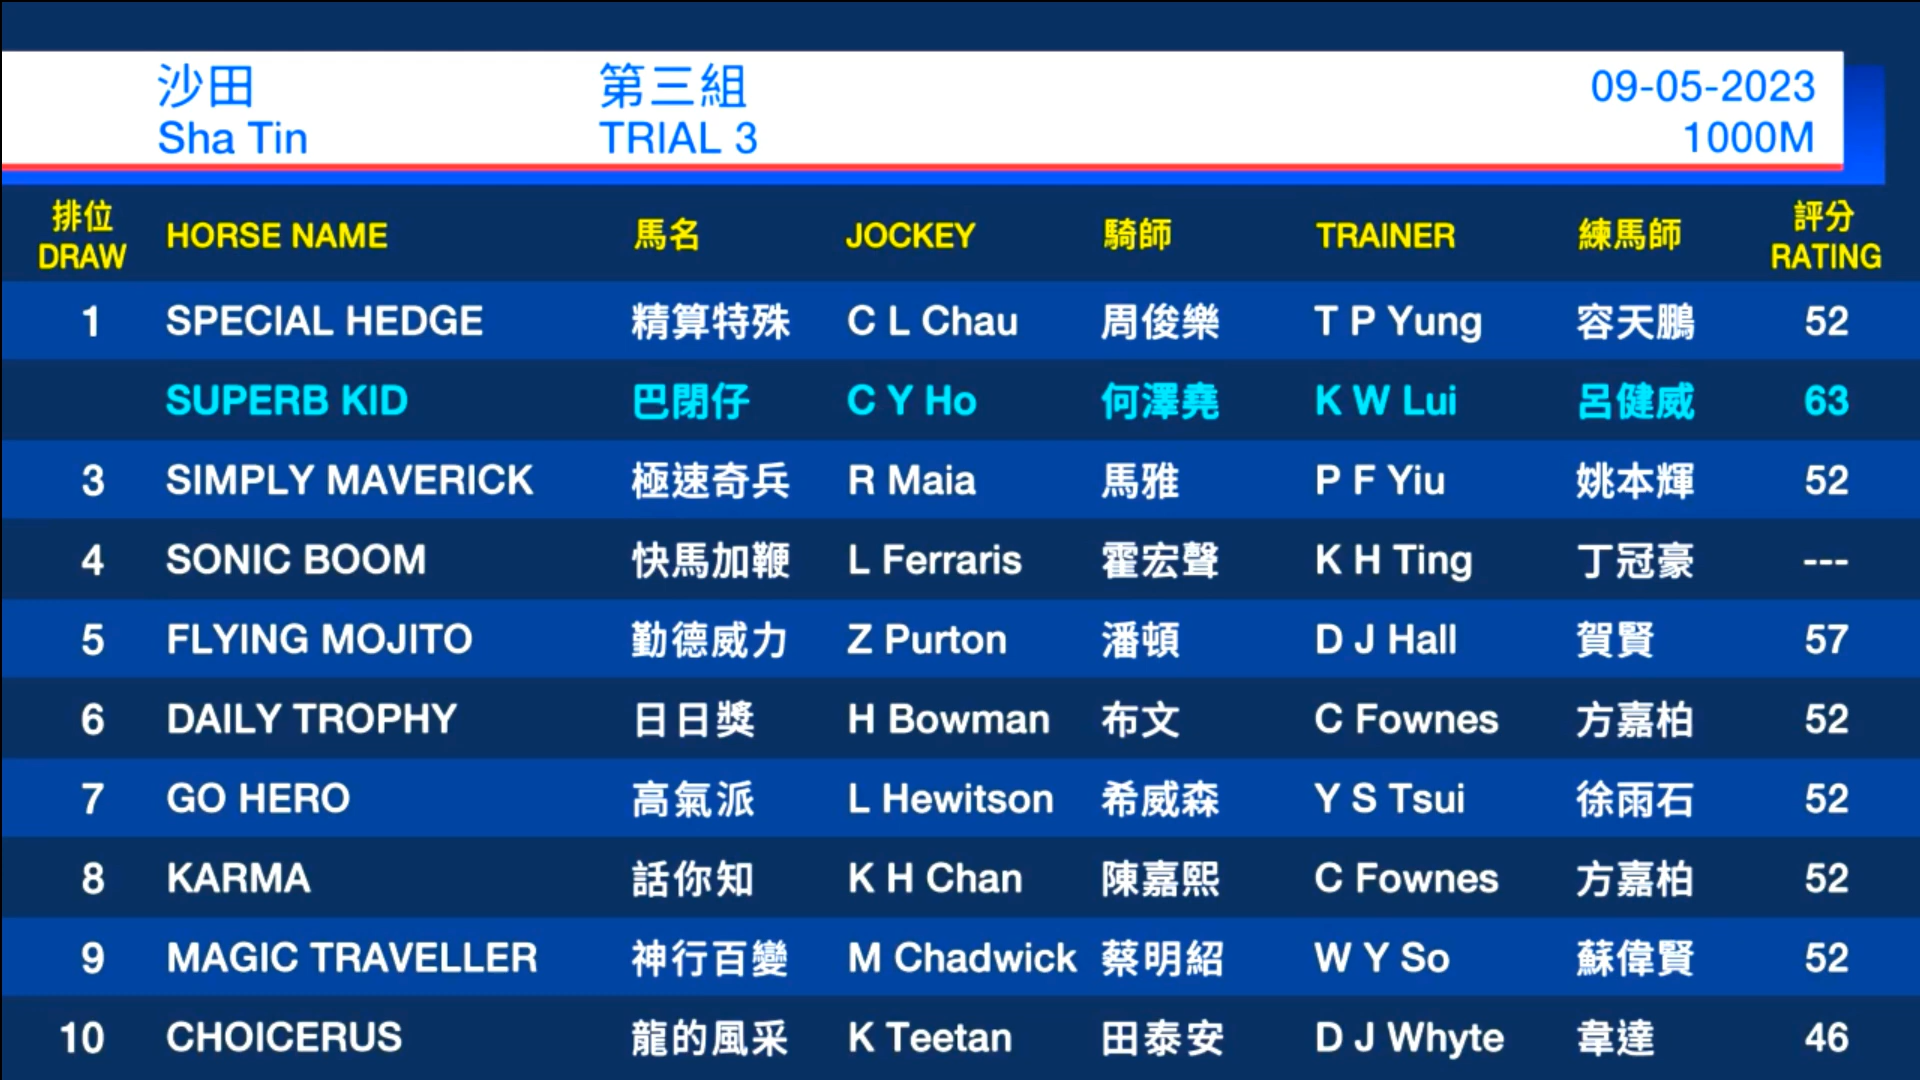 沙田 第三組 09-05-2023
Sha Tin TRIAL 3 1000M
排位 評分
DRAW HORSE NAME 馬名 JOCKEY 騎師 TRAINER 練馬師 RATING
1 SPECIAL HEDGE 精算特殊 C L Chau 周俊樂 T P Yung 容天鵬 52
SUPERB KID 巴閉仔 C Y Ho 何澤堯 K W Lui 呂健威 63
3 SIMPLY MAVERICK 極速奇兵 R Maia 馬雅 P F Yiu 姚本輝 52
4 SONIC BOOM 快馬加鞭 L Ferraris 霍宏聲 K H Ting 丁冠豪 ---
5 FLYING MOJITO 勤德威力 Z Purton 潘頓 D J Hall 賀賢 57
6 DAILY TROPHY 日日獎 H Bowman 布文 C Fownes 方嘉柏 52
7 GO HERO 高氣派 L Hewitson 希威森 Y S Tsui 徐雨石 52
8 KARMA 話你知 K H Chan 陳嘉熙 C Fownes 方嘉柏 52
9 MAGIC TRAVELLER 神行百變 M Chadwick 蔡明紹 W Y So 蘇偉賢 52
10 CHOICERUS 龍的風采 K Teetan 田泰安 D J Whyte 韋達 46